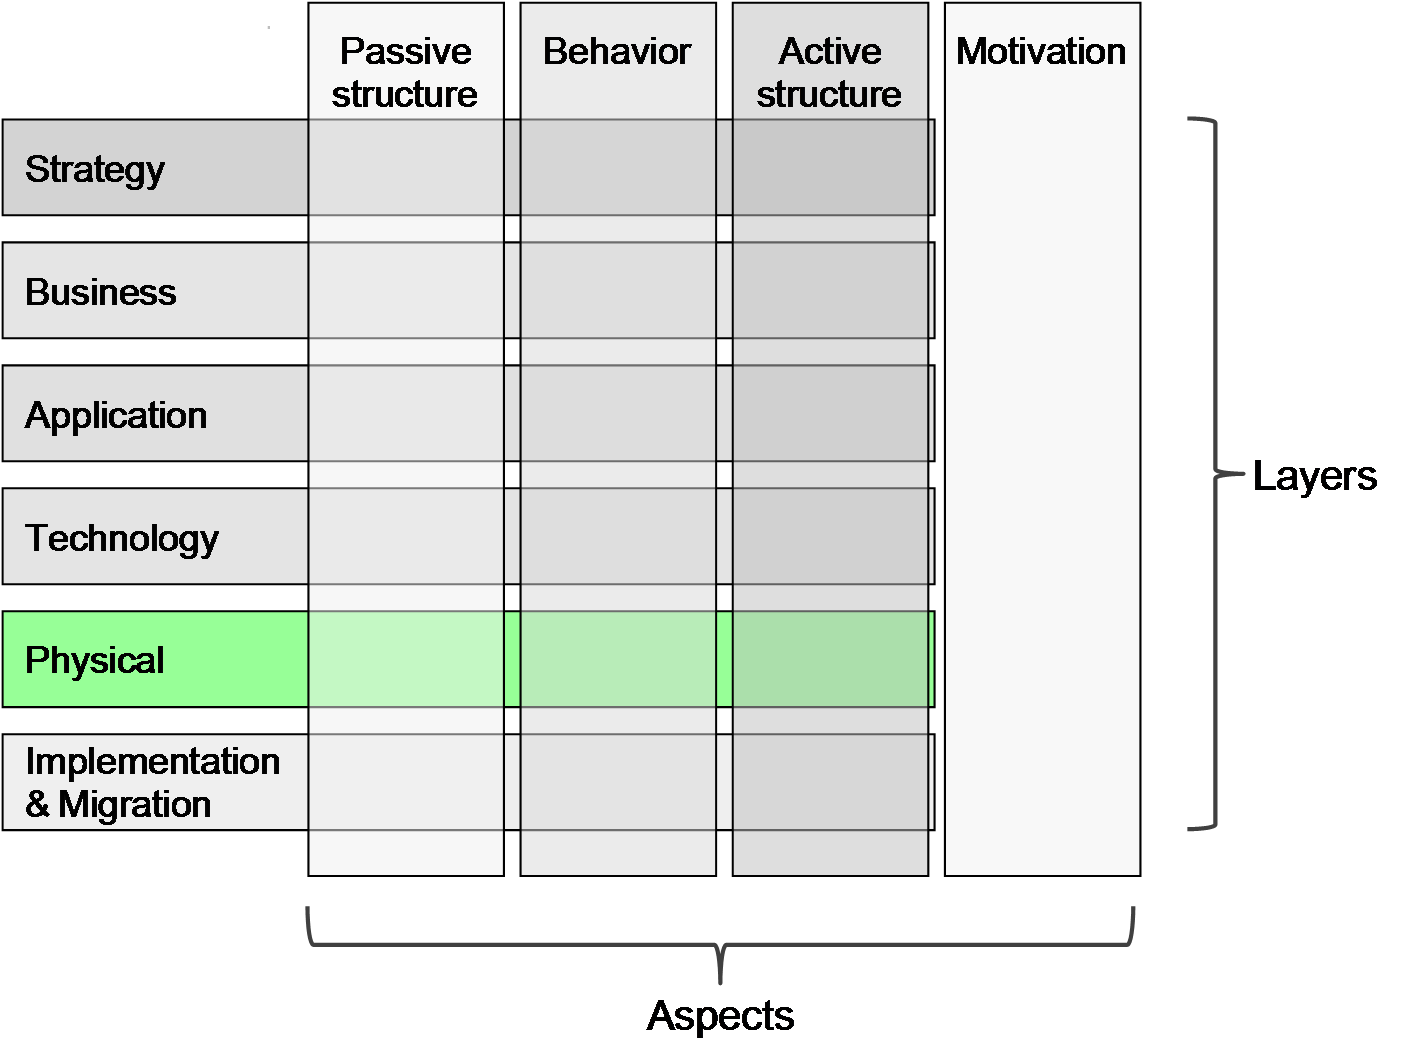 Passive
structure
Behavior
Active
structure
Motivation
Strategy
Business
Application
Technology
Physical
Implementation
& Migration
Layers
Aspects